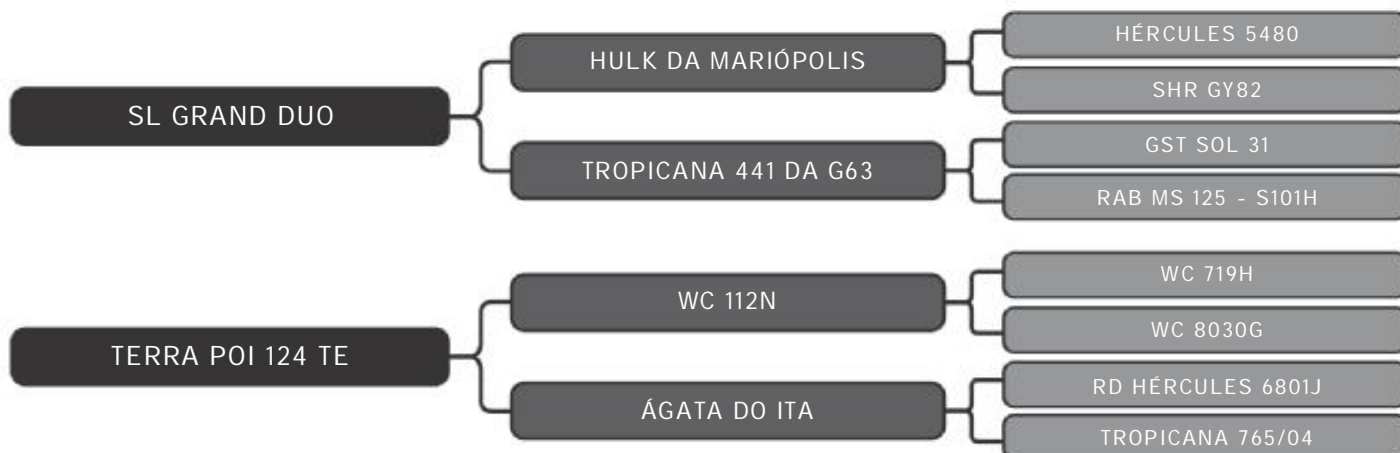 SL GRAND DUO
HULK DA MARIÓPOLIS
HÉRCULES 5480
SHR GY82
TROPICANA 441 DA G63
GST SOL 31
RAB MS 125 - S101H
TERRA POI 124 TE
WC 112N
WC 719H
WC 8030G
ÁGATA DO ITA
RD HÉRCULES 6801J
TROPICANA 765/04